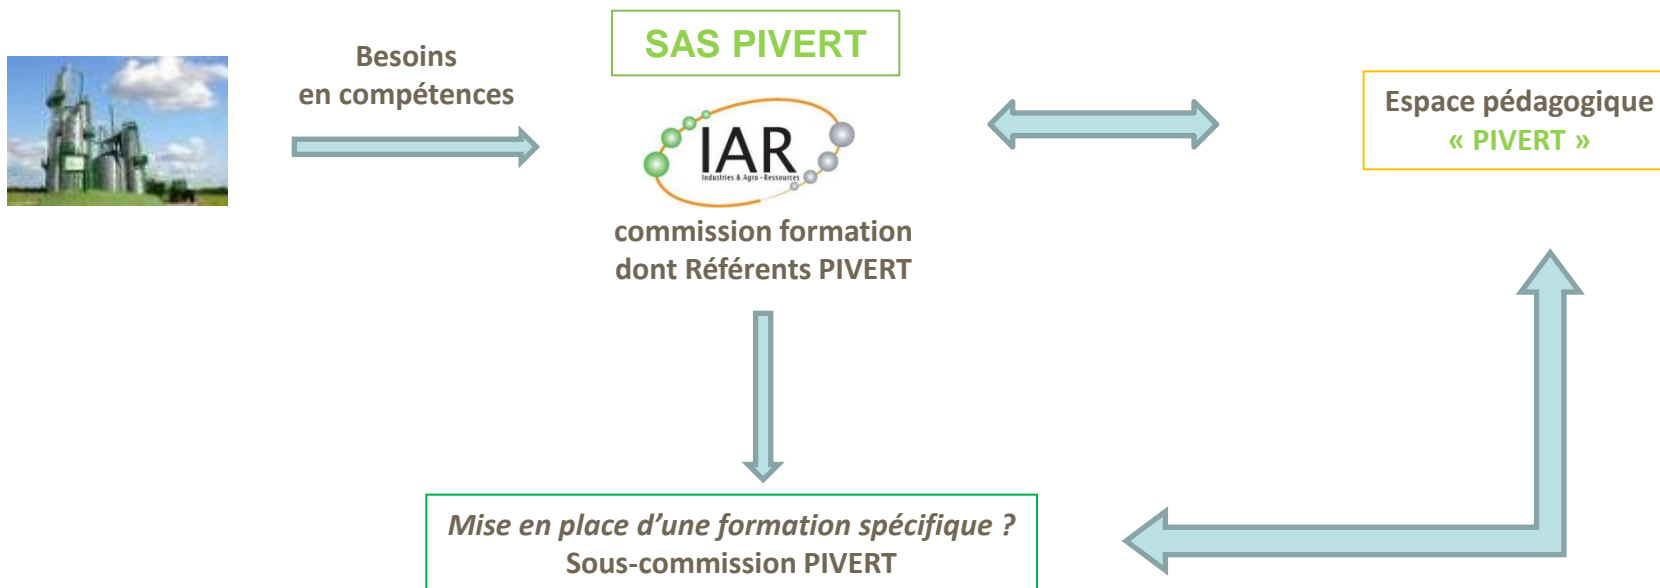 Besoins
en compétences
SAS PIVERT
IAR
Industries & Agro-Ressources
commission formation
dont Référents PIVERT
Espace pédagogique
« PIVERT »
Mise en place d’une formation spécifique ?
Sous-commission PIVERT